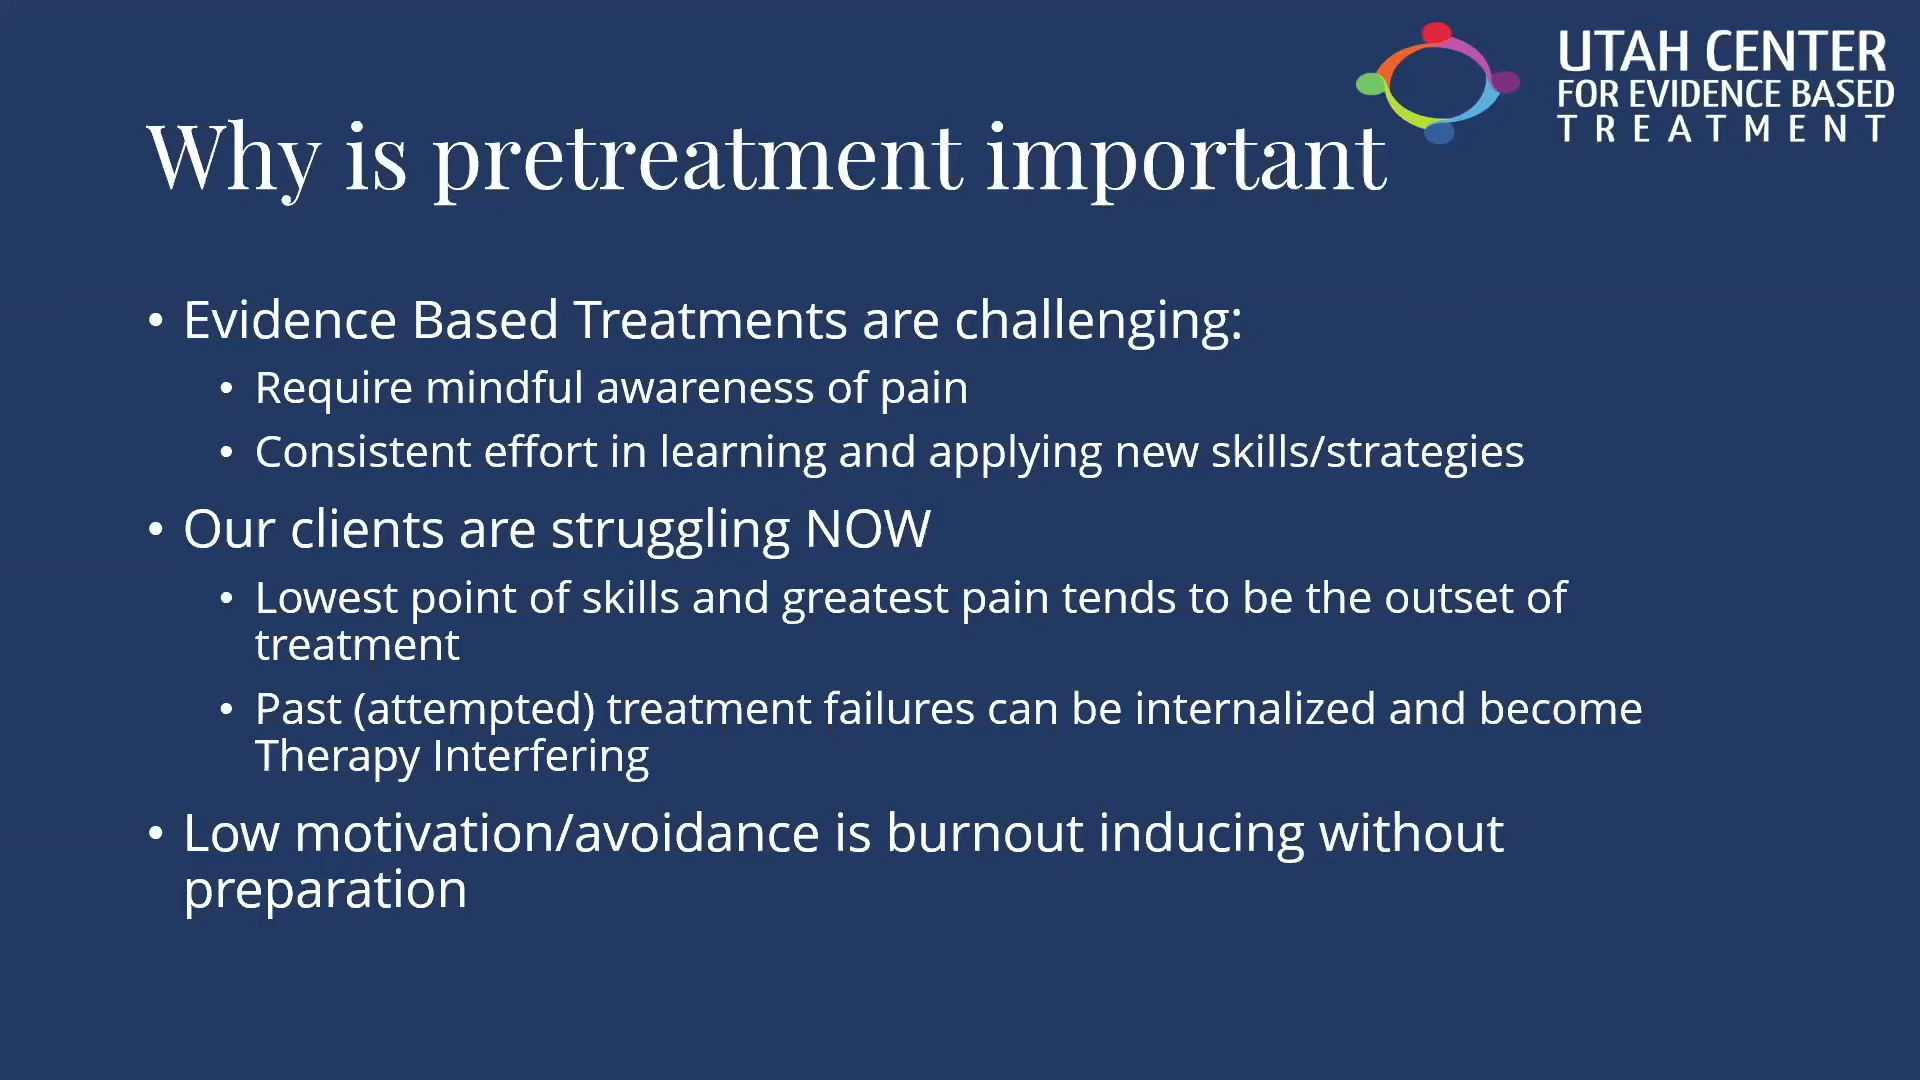 UTAH CENTER
FOR EVIDENCE BASED
TREATMENT
Why is pretreatment important
• Evidence Based Treatments are challenging:
• Require mindful awareness of pain
• Consistent effort in learning and applying new skills/strategies
• Our clients are struggling NOW
• Lowest point of skills and greatest pain tends to be the outset of
treatment
• Past (attempted) treatment failures can be internalized and become
Therapy Interfering
• Low motivation/avoidance is burnout inducing without
preparation